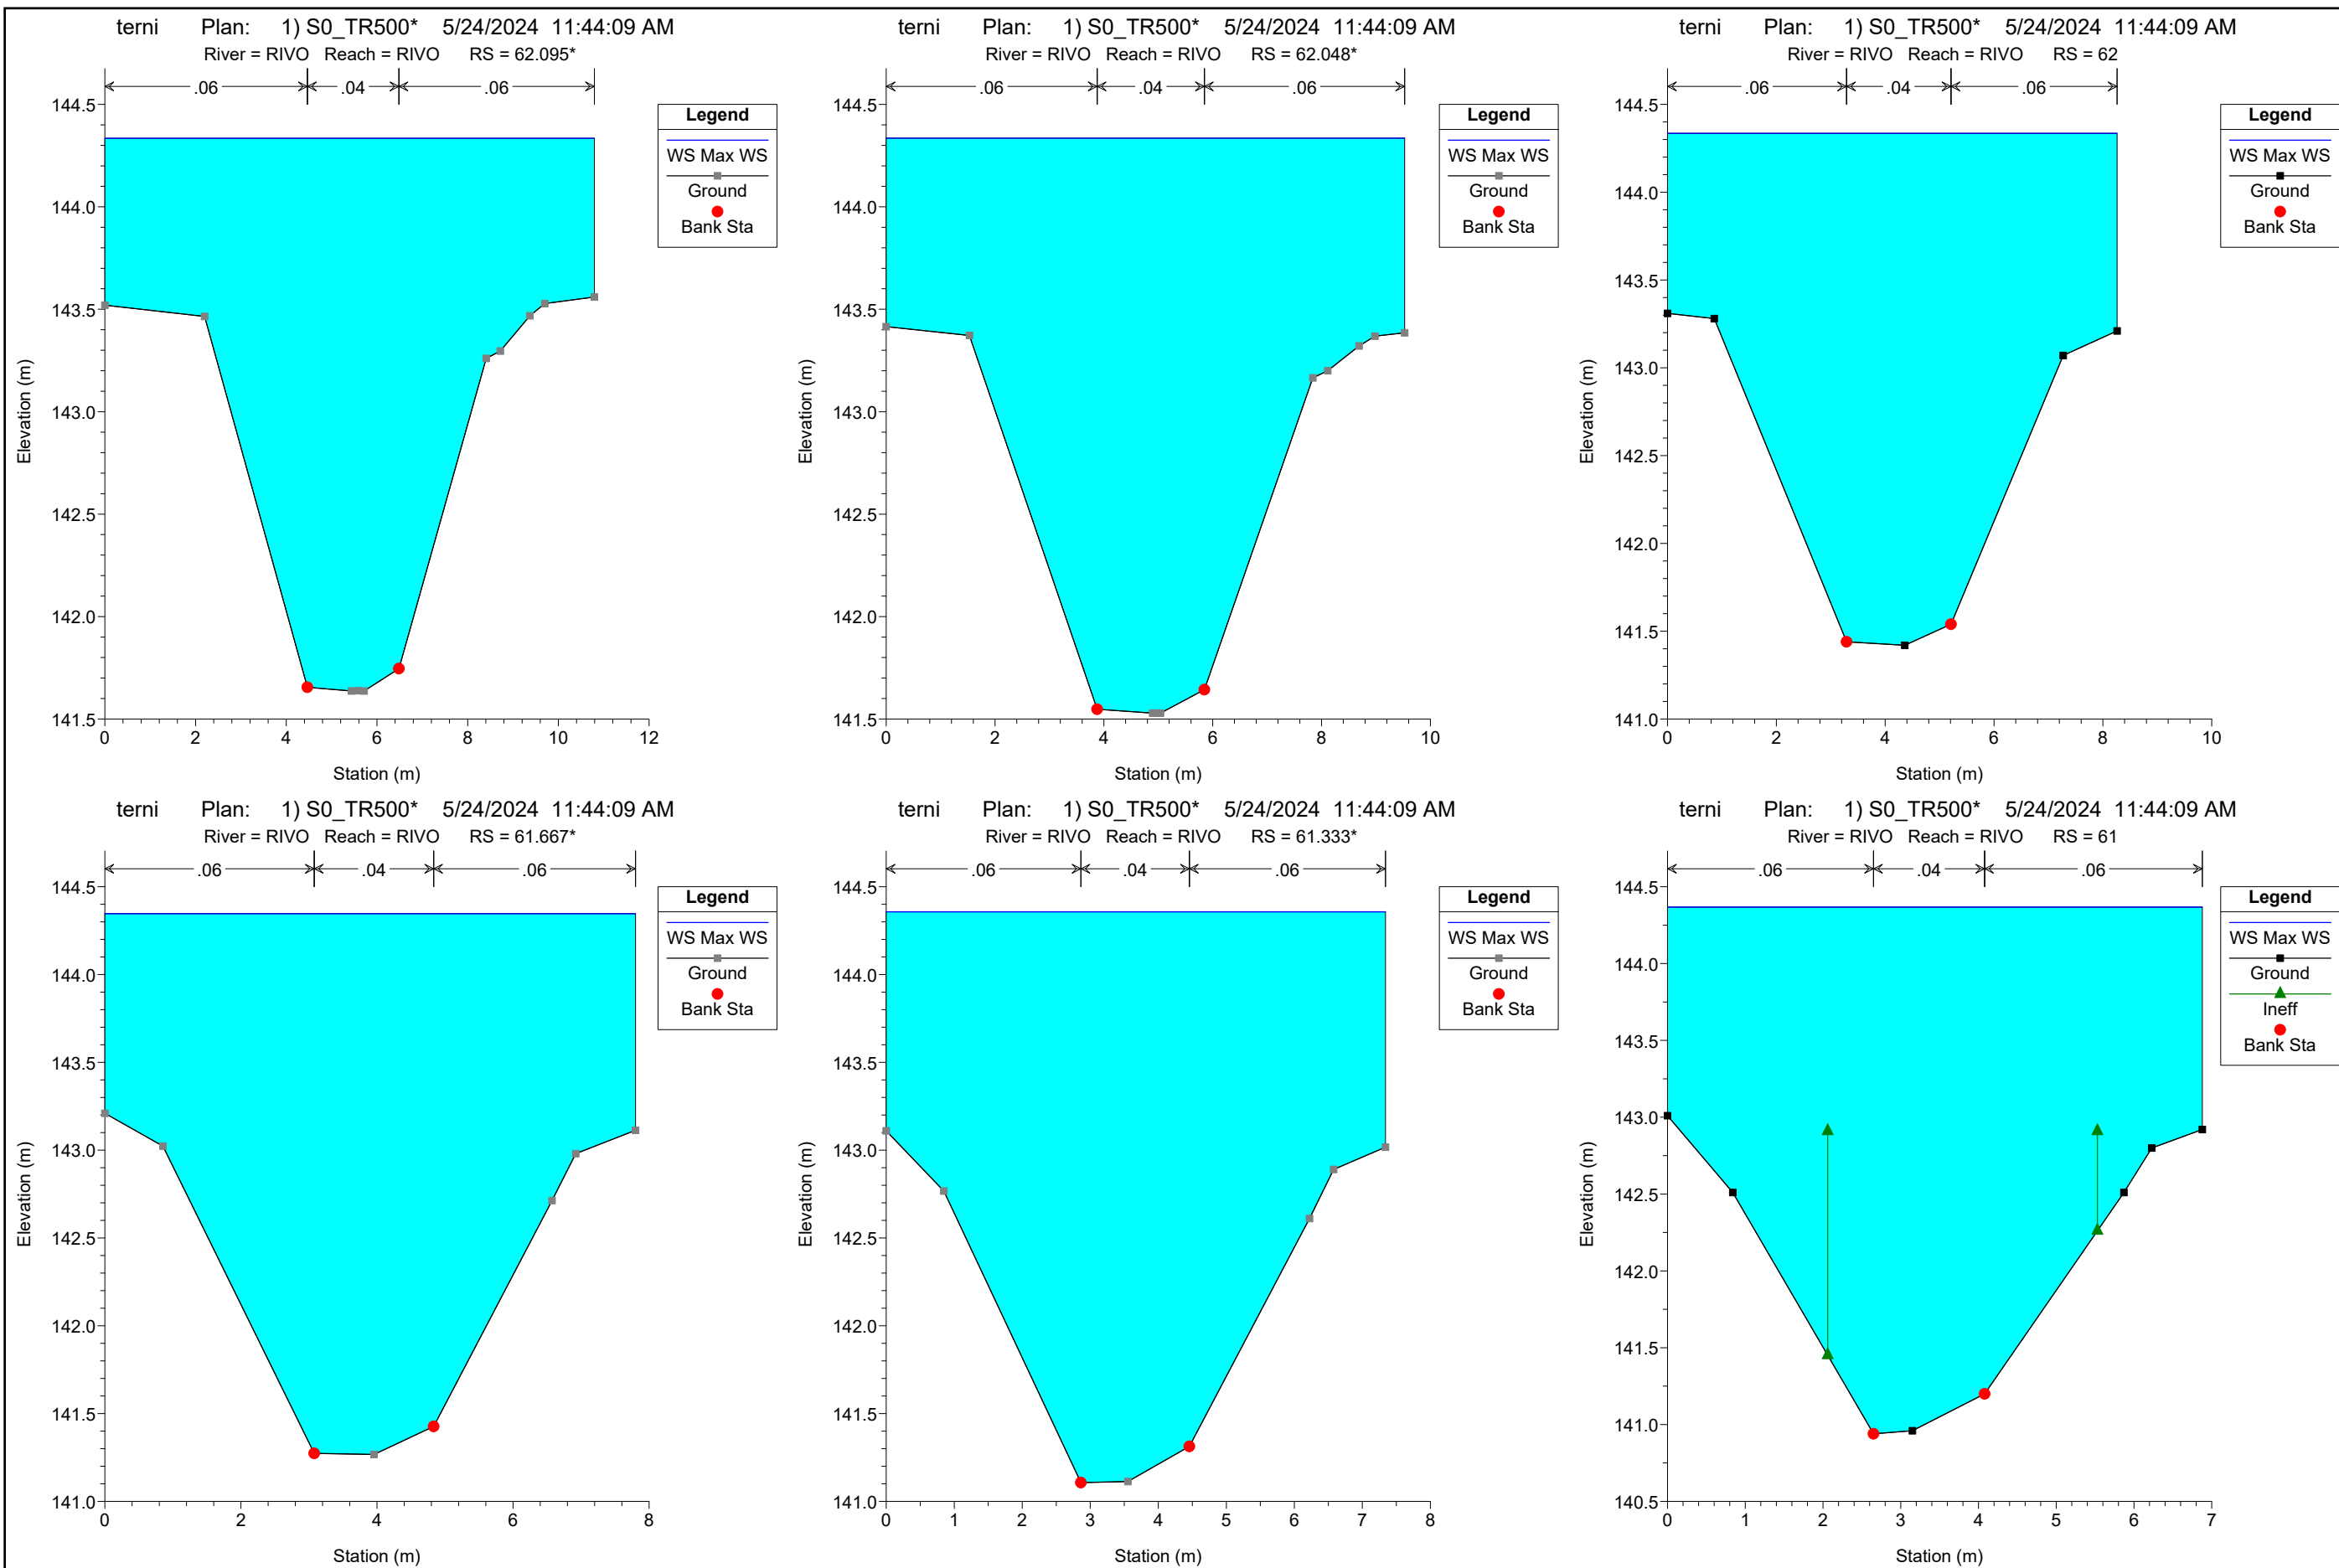 terni Plan: 1) S0_TR500* 5/24/2024 11:44:09 AM
River = RIVO Reach = RIVO RS = 62.095*
.06 .04 .06
Legend
WS Max WS
Ground
Bank Sta
144.5
144.0
143.5
143.0
142.5
142.0
141.5
Elevation (m)
0 2 4 6 8 10 12
Station (m)
terni Plan: 1) S0_TR500* 5/24/2024 11:44:09 AM
River = RIVO Reach = RIVO RS = 62.048*
.06 .04 .06
Legend
WS Max WS
Ground
Bank Sta
144.5
144.0
143.5
143.0
142.5
142.0
141.5
Elevation (m)
0 2 4 6 8 10
Station (m)
terni Plan: 1) S0_TR500* 5/24/2024 11:44:09 AM
River = RIVO Reach = RIVO RS = 62
.06 .04 .06
Legend
WS Max WS
Ground
Bank Sta
144.5
144.0
143.5
143.0
142.5
142.0
141.5
141.0
Elevation (m)
0 2 4 6 8 10
Station (m)
terni Plan: 1) S0_TR500* 5/24/2024 11:44:09 AM
River = RIVO Reach = RIVO RS = 61.667*
.06 .04 .06
Legend
WS Max WS
Ground
Bank Sta
144.5
144.0
143.5
143.0
142.5
142.0
141.5
141.0
Elevation (m)
0 2 4 6 8
Station (m)
terni Plan: 1) S0_TR500* 5/24/2024 11:44:09 AM
River = RIVO Reach = RIVO RS = 61.333*
.06 .04 .06
Legend
WS Max WS
Ground
Bank Sta
144.5
144.0
143.5
143.0
142.5
142.0
141.5
141.0
Elevation (m)
0 1 2 3 4 5 6 7 8
Station (m)
terni Plan: 1) S0_TR500* 5/24/2024 11:44:09 AM
River = RIVO Reach = RIVO RS = 61
.06 .04 .06
Legend
WS Max WS
Ground
Ineff
Bank Sta
144.5
144.0
143.5
143.0
142.5
142.0
141.5
141.0
140.5
Elevation (m)
0 1 2 3 4 5 6 7
Station (m)